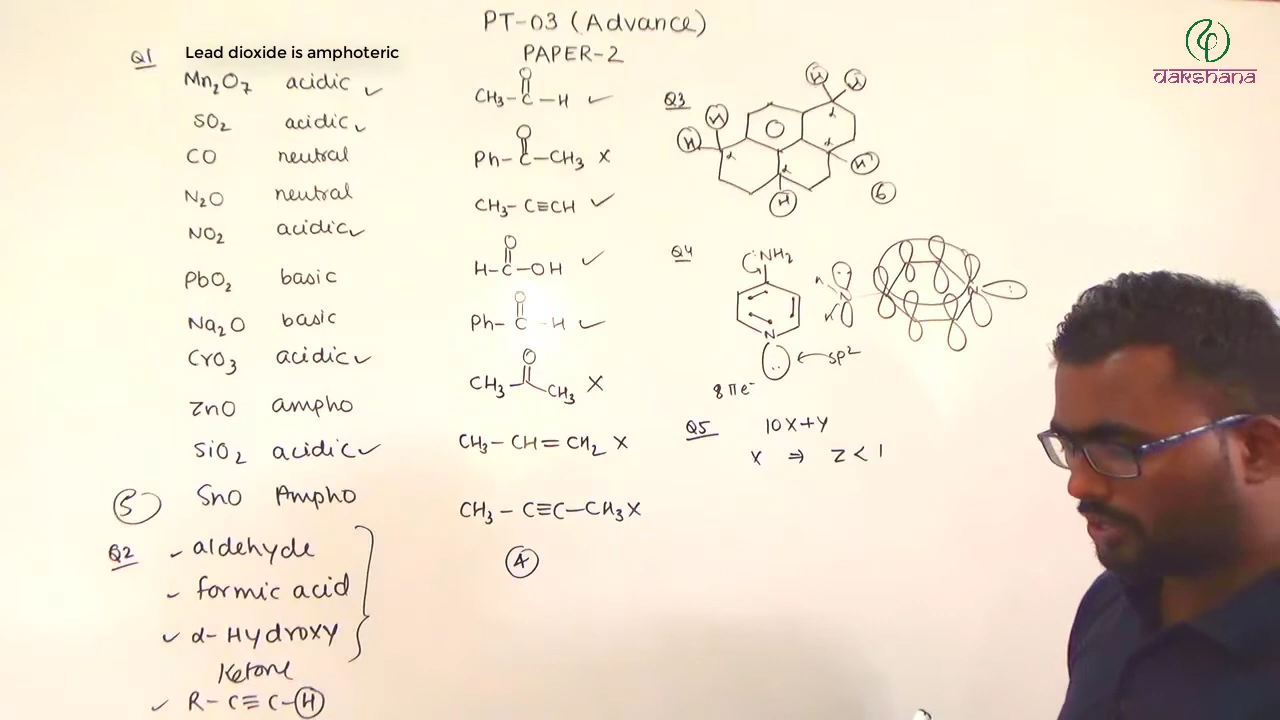 PT-03 (Advance)
PAPER-2
dakshana
Q1 Lead dioxide is amphoteric
Mn2O7 acidic ✓
SO2 acidic ✓
CO neutral
N2O neutral
NO2 acidic ✓
PbO2 basic
Na2O basic
CrO3 acidic ✓
ZnO ampho
SiO2 acidic ✓
SnO Ampho
5
Q2 ✓ aldehyde
✓ formic acid
✓ α-Hydroxy
Ketone
✓ R-C≡C-H
O
CH3-C-H ✓
O
Ph-C-CH3 X
CH3-C≡CH ✓
O
H-C-OH ✓
O
Ph-C-H ✓
O
CH3 CH3 X
CH3-CH=CH2 X
CH3-C≡C-CH3 X
4
Q3
H H
H α
H α α H
α
H
6
Q4
NH2
N
sp2
8πe-
N
N
Q5 10x+y
x ⇒ z<1